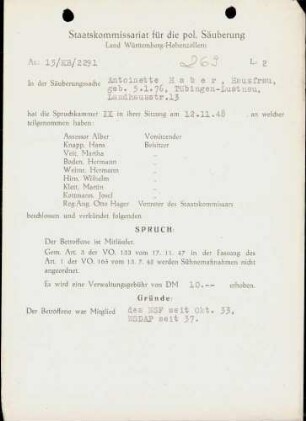 Staatskommissariat für die pol. Säuberung
Land Württemberg-Hohenzollern
Az: 15/KB/2291
269
L 2
In der Säuberungssache Antoinette Haber, Hausfrau,
geb. 5.1.76, Tübingen-Lustnau,
Landhausstr.13
hat die Spruchkammer IX in ihrer Sitzung am 12.11.48 an welcher
teilgenommen haben:
Assessor Alber Vorsitzender
Knapp, Hans Beisitzer
Veit, Martha "
Boden, Hermann "
Weimr, Hermann "
Hirn, Wilhelm "
Klett, Martin "
Kottmann, Josef "
Reg.Ang. Otto Hager Vertreter des Staatskommissars
beschlossen und verkündet folgenden
SPRUCH:
Der Betroffene ist Mitläufer.
Gem. Art. 3 der VO. 133 vom 17. 11. 47 in der Fassung des
Art. 1 der VO. 165 vom 13. 7. 48 werden Sühnemaßnahmen nicht
angeordnet.
Es wird eine Verwaltungsgebühr von DM 10.-- erhoben.
Gründe:
Der Betroffene war Mitglied der NSF seit Okt. 33,
NSDAP seit 37.